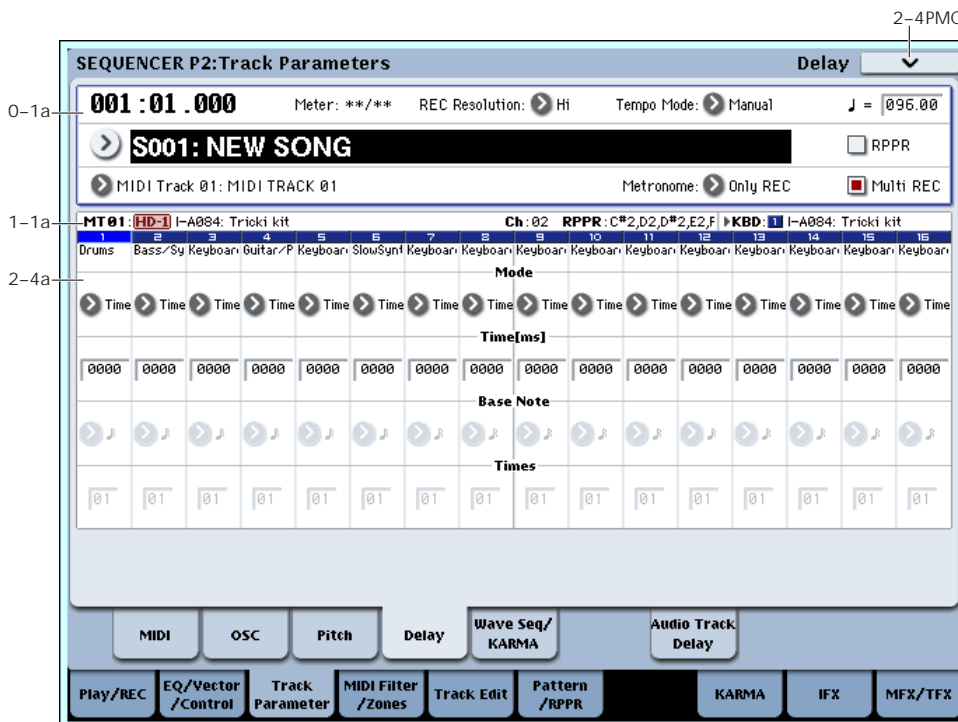 2–4PMC
SEQUENCER P2:Track Parameters Delay
0–1a
001:01.000 Meter: **/** REC Resolution: Hi Tempo Mode: Manual ♩ = 096.00
S001: NEW SONG RPPR
MIDI Track 01: MIDI TRACK 01 Metronome: Only REC Multi REC
1–1a
MT01: HD-1 I-A084: Tricki kit Ch:02 RPPR:C#2,D2,D#2,E2,F ▶KBD: 1 I-A084: Tricki kit
1 2 3 4 5 6 7 8 9 10 11 12 13 14 15 16
Drums Bass/Sy Keyboar Guitar/P Keyboar SlowSynt Keyboar Keyboar Keyboar Keyboar Keyboar Keyboar Keyboar Keyboar Keyboar Keyboar
2–4a
Mode
Time Time Time Time Time Time Time Time Time Time Time Time Time Time Time Time
Time[ms]
0000 0000 0000 0000 0000 0000 0000 0000 0000 0000 0000 0000 0000 0000 0000 0000
Base Note
Times
01 01 01 01 01 01 01 01 01 01 01 01 01 01 01 01
MIDI OSC Pitch Delay Wave Seq/
KARMA Audio Track
Delay
Play/REC EQ/Vector
/Control Track
Parameter MIDI Filter
/Zones Track Edit Pattern
/RPPR KARMA IFX MFX/TFX